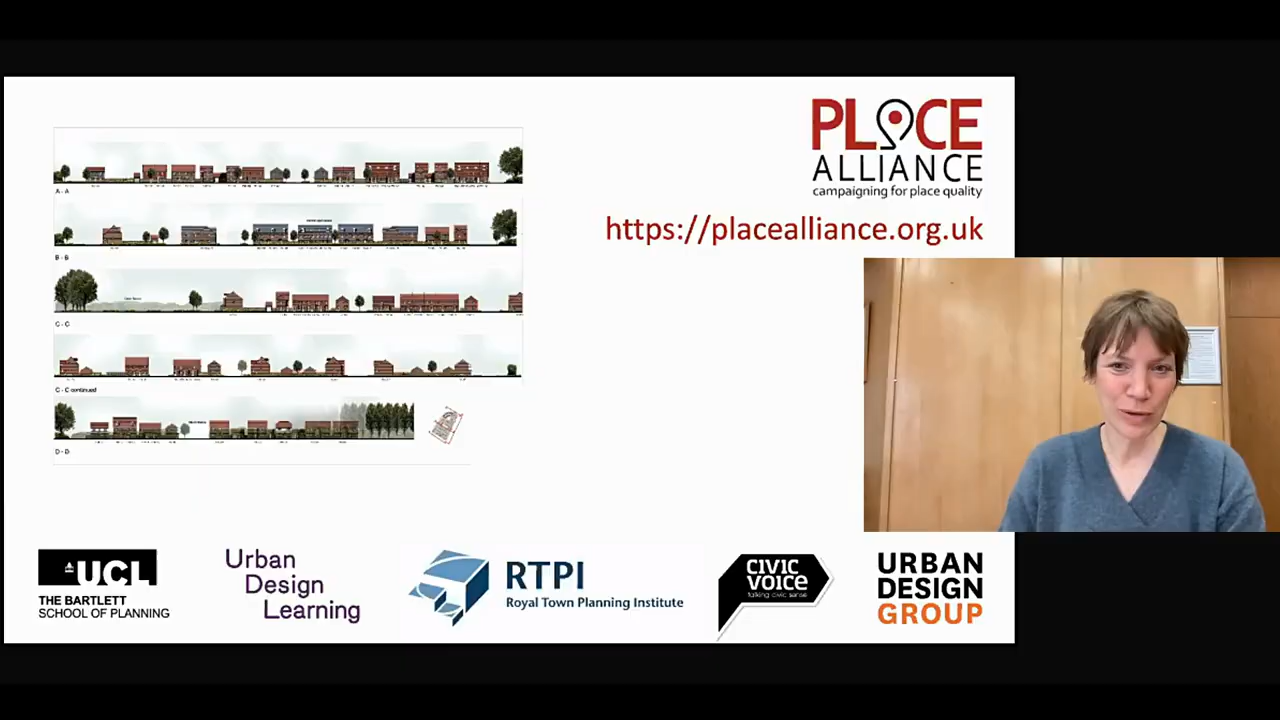 PLACE
ALLIANCE
campaigning for place quality
https://placealliance.org.uk
A - A
B - B
C - C
C - C continued
D - D
UCL
THE BARTLETT
SCHOOL OF PLANNING
Urban
Design
Learning
RTPI
Royal Town Planning Institute
CIVIC
VOICE
talking civic sense
URBAN
DESIGN
GROUP